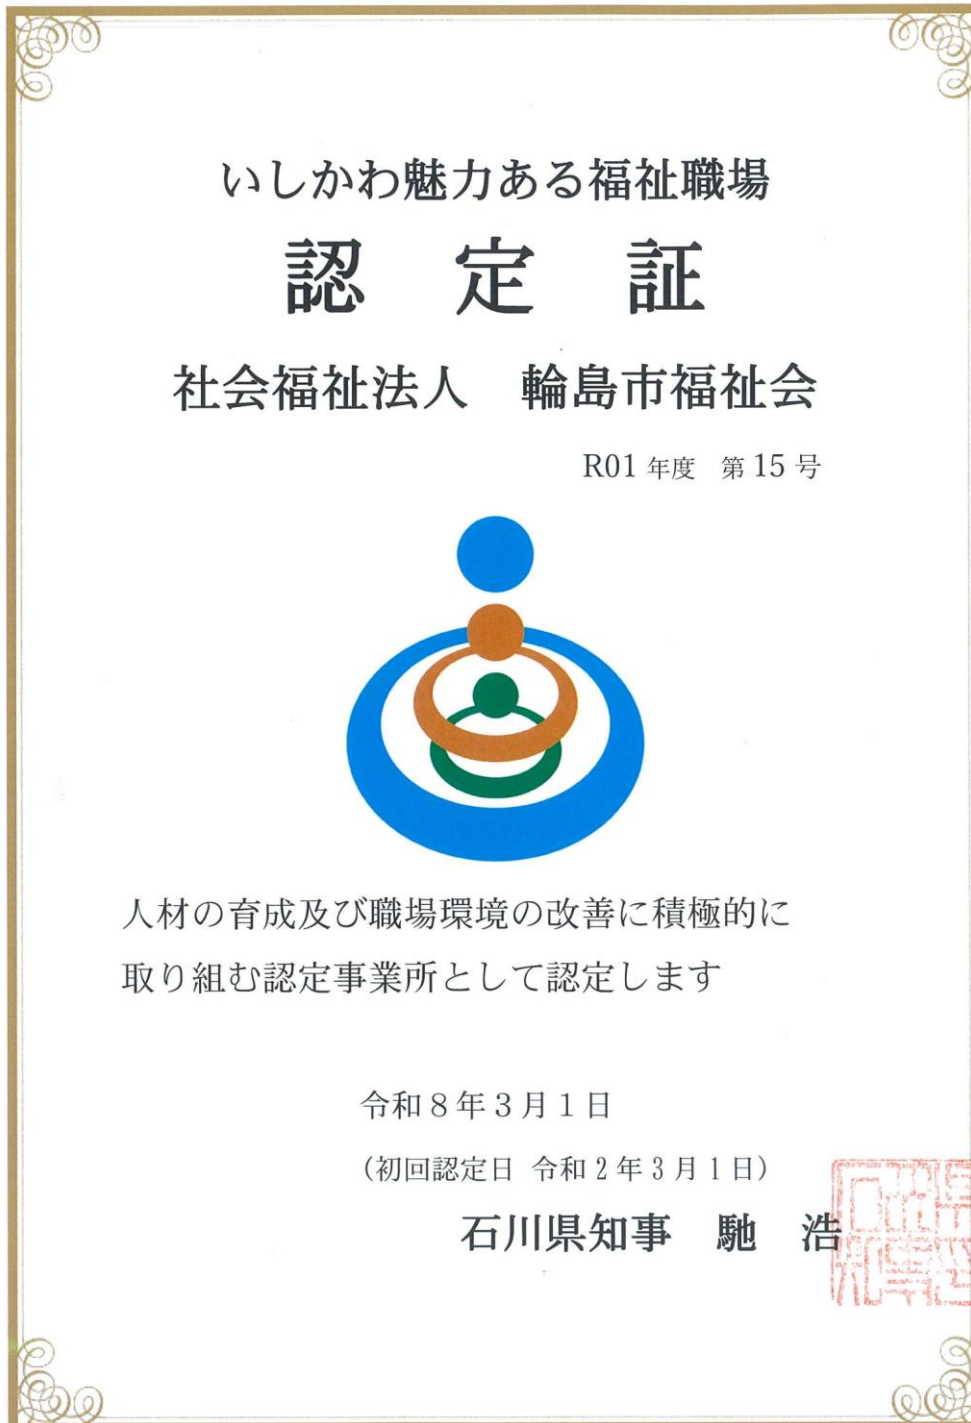 いしかわ魅力ある福祉職場
認 定 証
社会福祉法人 輪島市福祉会
R01 年度 第 15 号
人材の育成及び職場環境の改善に積極的に
取り組む認定事業所として認定します
令和８年３月１日
(初回認定日 令和 2 年 3 月 1 日)
石川県知事 馳 浩